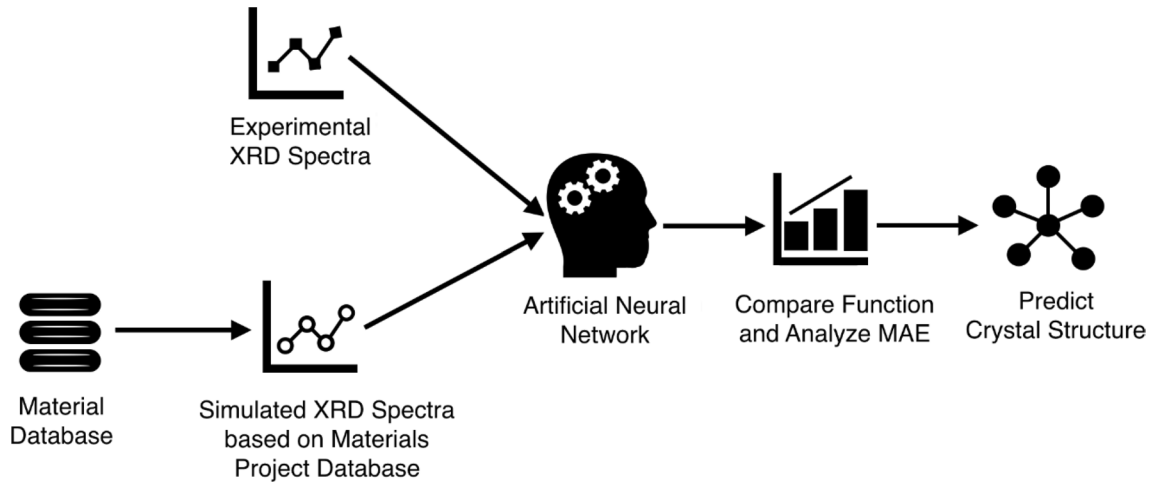 Experimental
XRD Spectra
Material
Database
Simulated XRD Spectra
based on Materials
Project Database
Artificial Neural
Network
Compare Function
and Analyze MAE
Predict
Crystal Structure